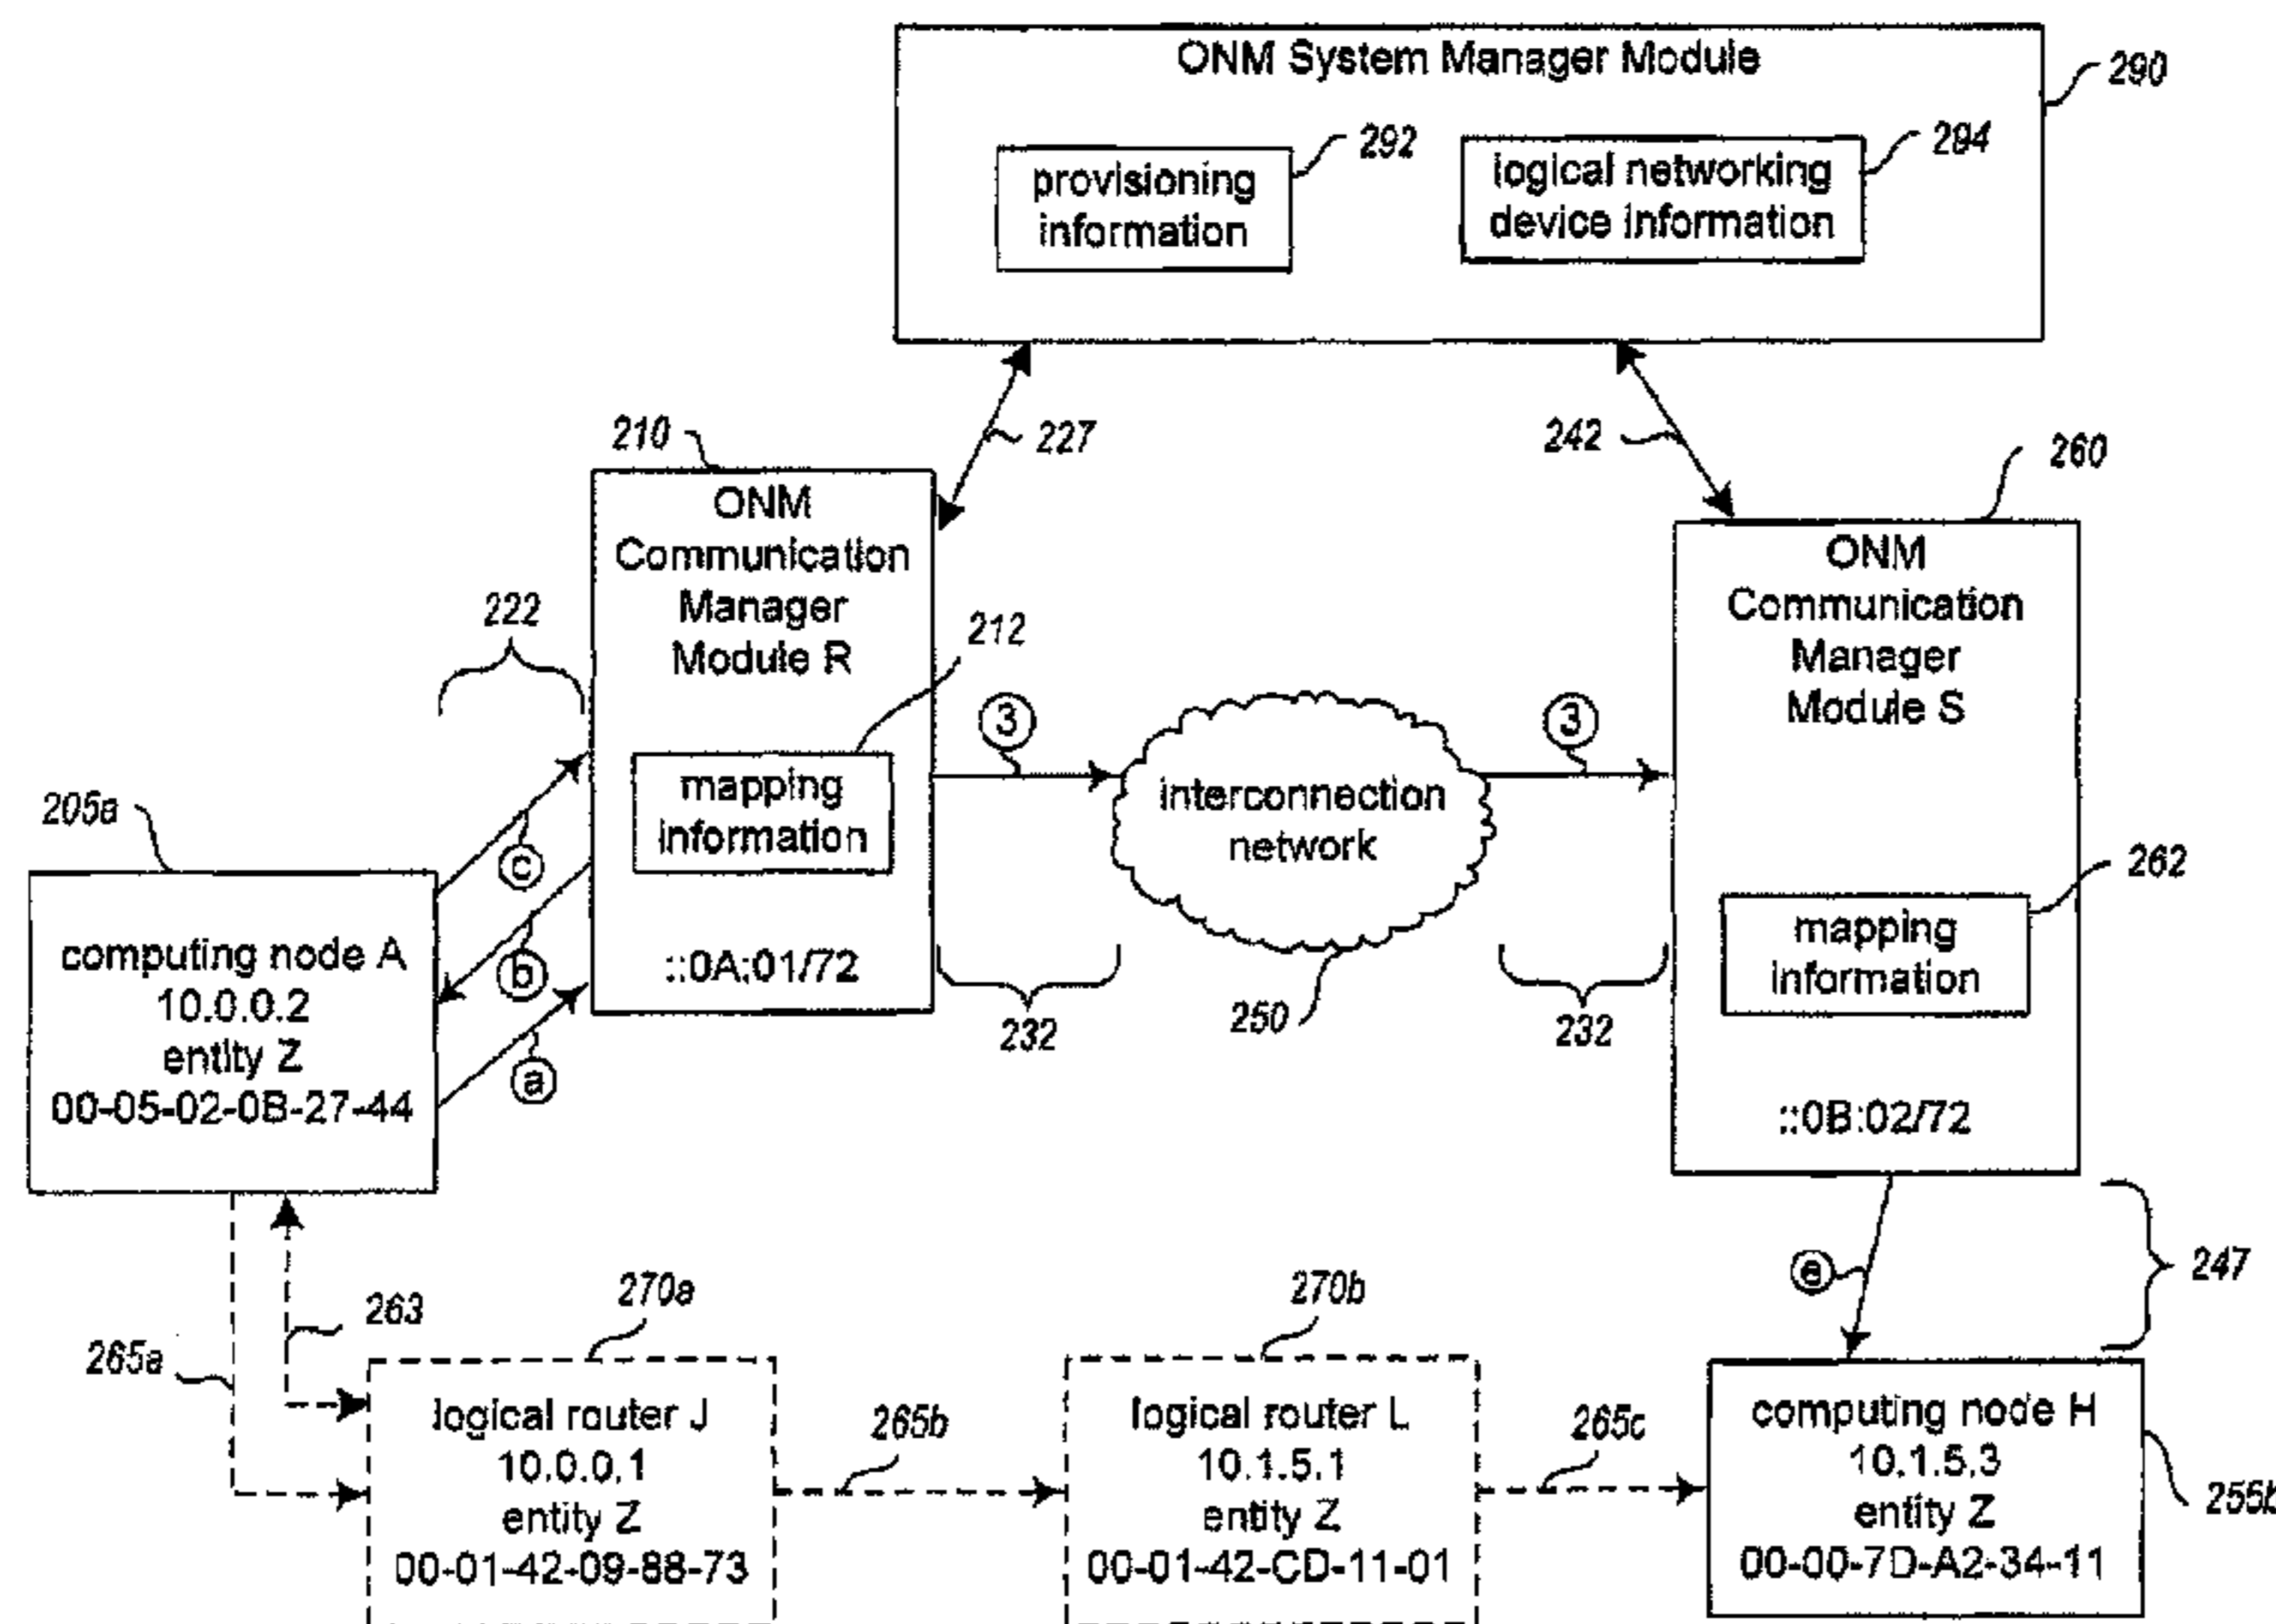 ONM System Manager Module
290
provisioning
information
292
logical networking
device information
294
227
242
210
ONM
Communication
Manager
Module R
212
mapping
information
::0A:01/72
260
ONM
Communication
Manager
Module S
262
mapping
information
::0B:02/72
222
c
b
a
3
3
interconnection
network
250
232
232
205a
computing node A
10.0.0.2
entity Z
00-05-02-0B-27-44
e
247
265a
263
270a
logical router J
10.0.0.1
entity Z
00-01-42-09-88-73
265b
270b
logical router L
10.1.5.1
entity Z
00-01-42-CD-11-01
265c
computing node H
10.1.5.3
entity Z
00-00-7D-A2-34-11
255b